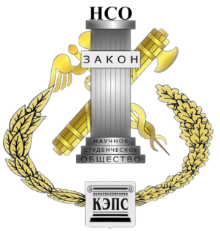 НСО
ЗАКОН
НАУЧНОЕ
СТУДЕНЧЕСКОЕ
ОБЩЕСТВО
КЭПС